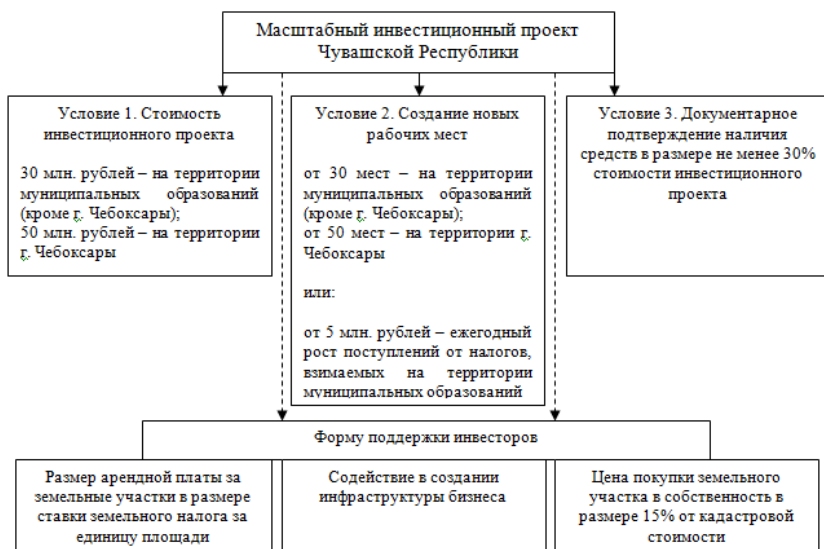 Масштабный инвестиционный проект
Чувашской Республики
Условие 1. Стоимость
инвестиционного проекта
30 млн. рублей – на территории
муниципальных образований
(кроме г. Чебоксары);
50 млн. рублей – на территории
г. Чебоксары
Условие 2. Создание новых
рабочих мест
от 30 мест – на территории
муниципальных образований
(кроме г. Чебоксары);
от 50 мест – на территории г.
Чебоксары
или:
от 5 млн. рублей – ежегодный
рост поступлений от налогов,
взимаемых на территории
муниципальных образований
Условие 3. Документарное
подтверждение наличия
средств в размере не менее 30%
стоимости инвестиционного
проекта
Форму поддержки инвесторов
Размер арендной платы за
земельные участки в размере
ставки земельного налога за
единицу площади
Содействие в создании
инфраструктуры бизнеса
Цена покупки земельного
участка в собственность в
размере 15% от кадастровой
стоимости